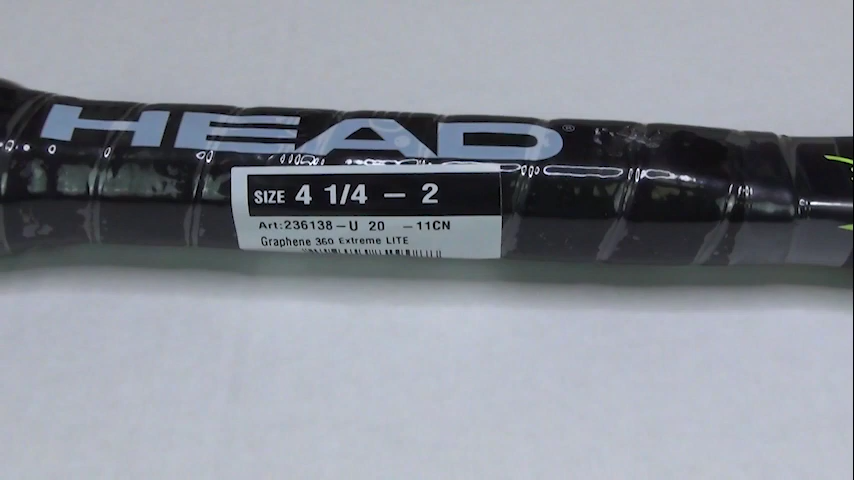 HEAD®
SIZE 4 1/4 - 2
Art:236138-U 20 -11CN
Graphene 360 Extreme LITE